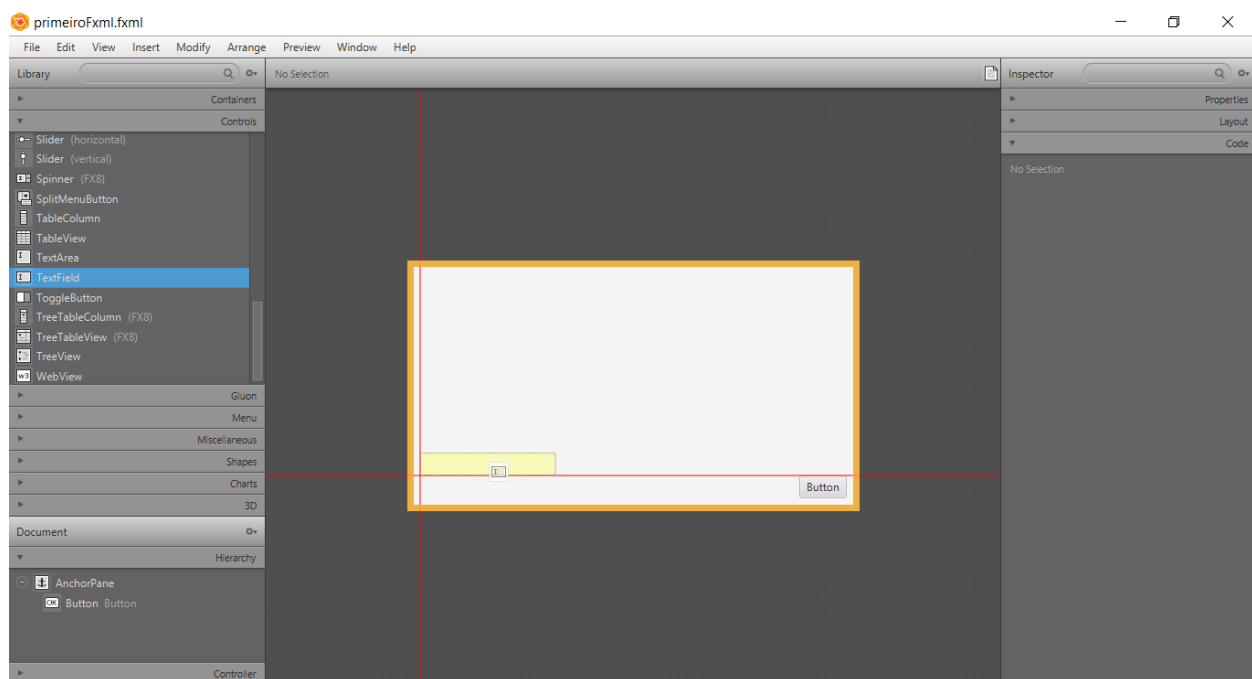 primeiroFxml.fxml
File Edit View Insert Modify Arrange Preview Window Help
Library
No Selection
Inspector
Containers
Controls
Slider (horizontal)
Slider (vertical)
Spinner (FX8)
SplitMenuButton
TableColumn
TableView
TextArea
TextField
ToggleButton
TreeTableColumn (FX8)
TreeTableView (FX8)
TreeView
WebView
Gluon
Menu
Miscellaneous
Shapes
Charts
3D
Document
Hierarchy
AnchorPane
OK Button Button
Controller
Button
Properties
Layout
Code
No Selection